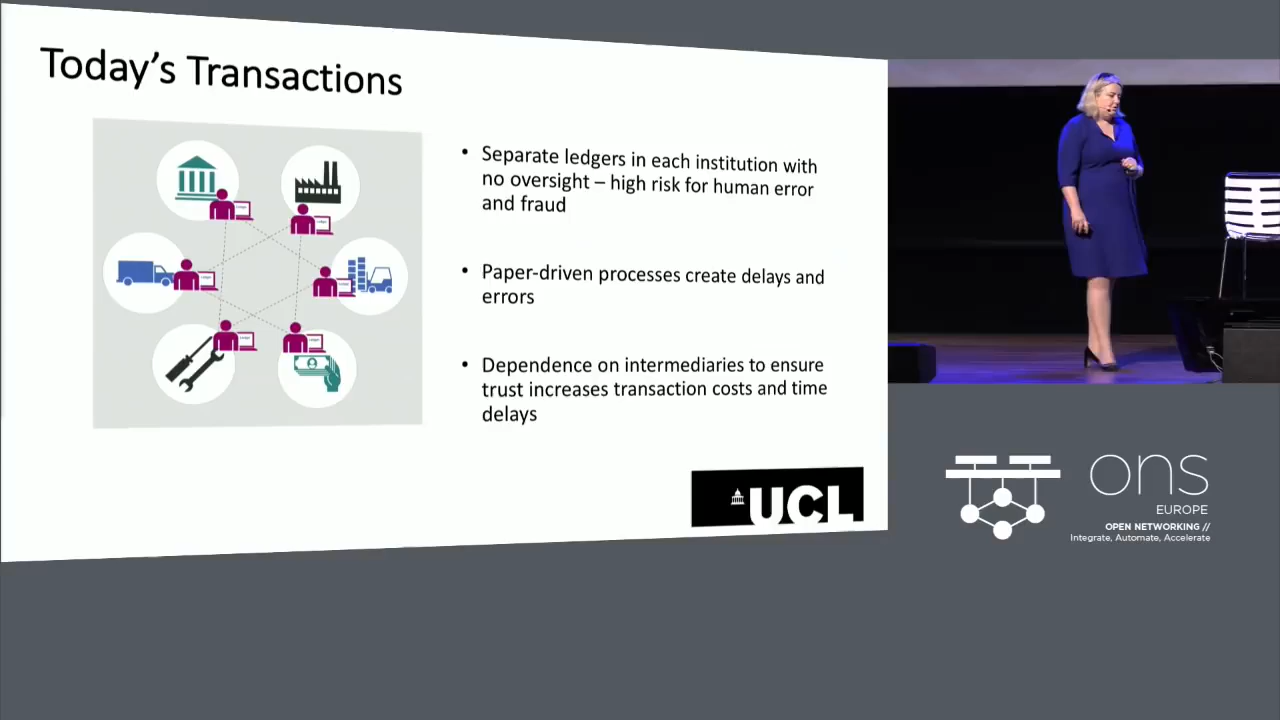 Today's Transactions
• Separate ledgers in each institution with
no oversight – high risk for human error
and fraud
• Paper-driven processes create delays and
errors
• Dependence on intermediaries to ensure
trust increases transaction costs and time
delays
UCL
ons
EUROPE
OPEN NETWORKING //
Integrate, Automate, Accelerate